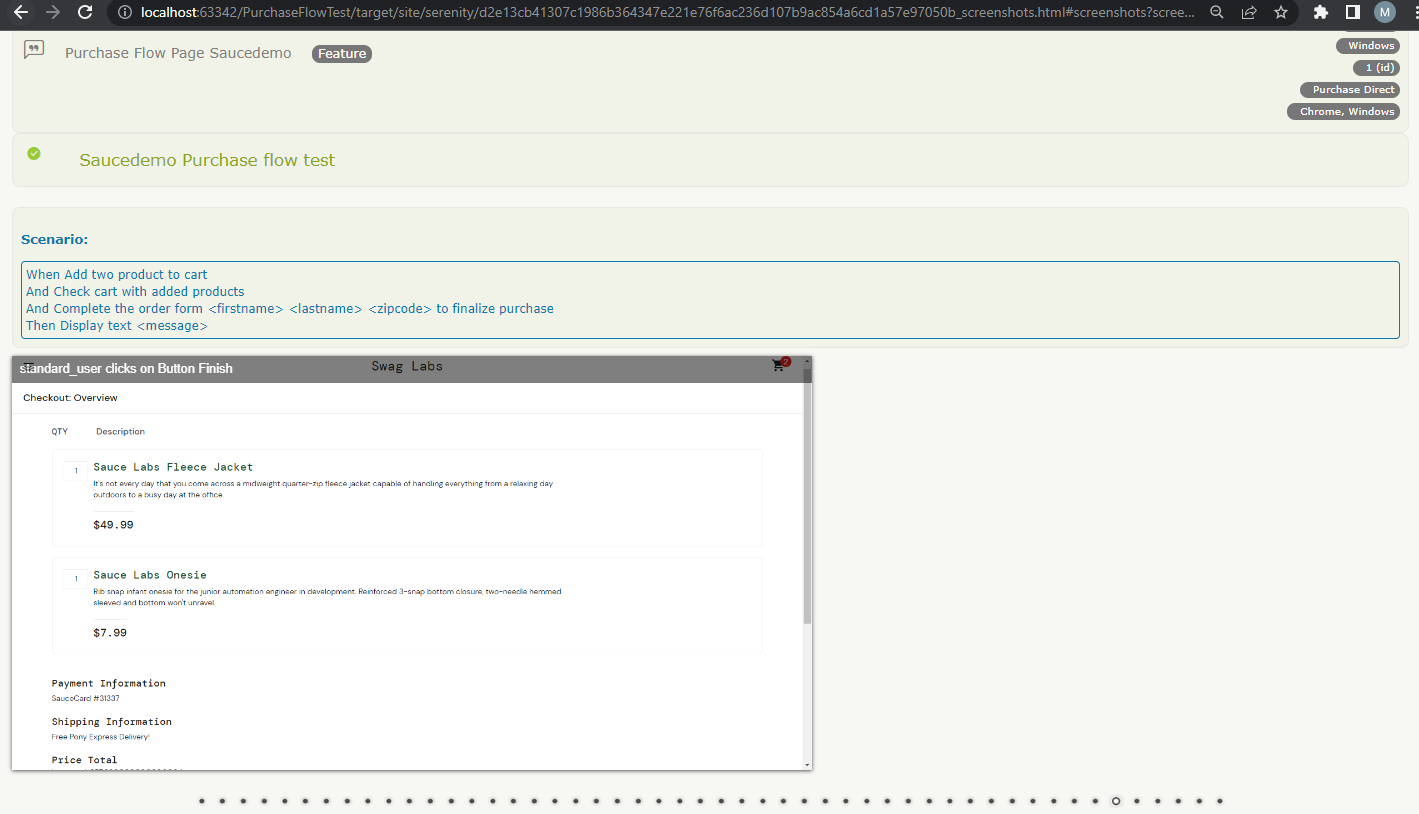 localhost:63342/PurchaseFlowTest/target/site/serenity/d2e13cb41307c1986b364347e221e76f6ac236d107b9ac854a6cd1a57e97050b_screenshots.html#screenshots?scree...
M
Purchase Flow Page Saucedemo Feature
Windows
1 (id)
Purchase Direct
Chrome, Windows
Saucedemo Purchase flow test
Scenario:
When Add two product to cart
And Check cart with added products
And Complete the order form <firstname> <lastname> <zipcode> to finalize purchase
Then Display text <message>
standard_user clicks on Button Finish
Swag Labs
2
Checkout: Overview
QTY Description
1
Sauce Labs Fleece Jacket
It's not every day that you come across a midweight quarter-zip fleece jacket capable of handling everything from a relaxing day
outdoors to a busy day at the office.
$49.99
1
Sauce Labs Onesie
Rib snap infant onesie for the junior automation engineer in development. Reinforced 3-snap bottom closure, two-needle hemmed
sleeved and bottom won't unravel.
$7.99
Payment Information
SauceCard #31337
Shipping Information
Free Pony Express Delivery!
Price Total